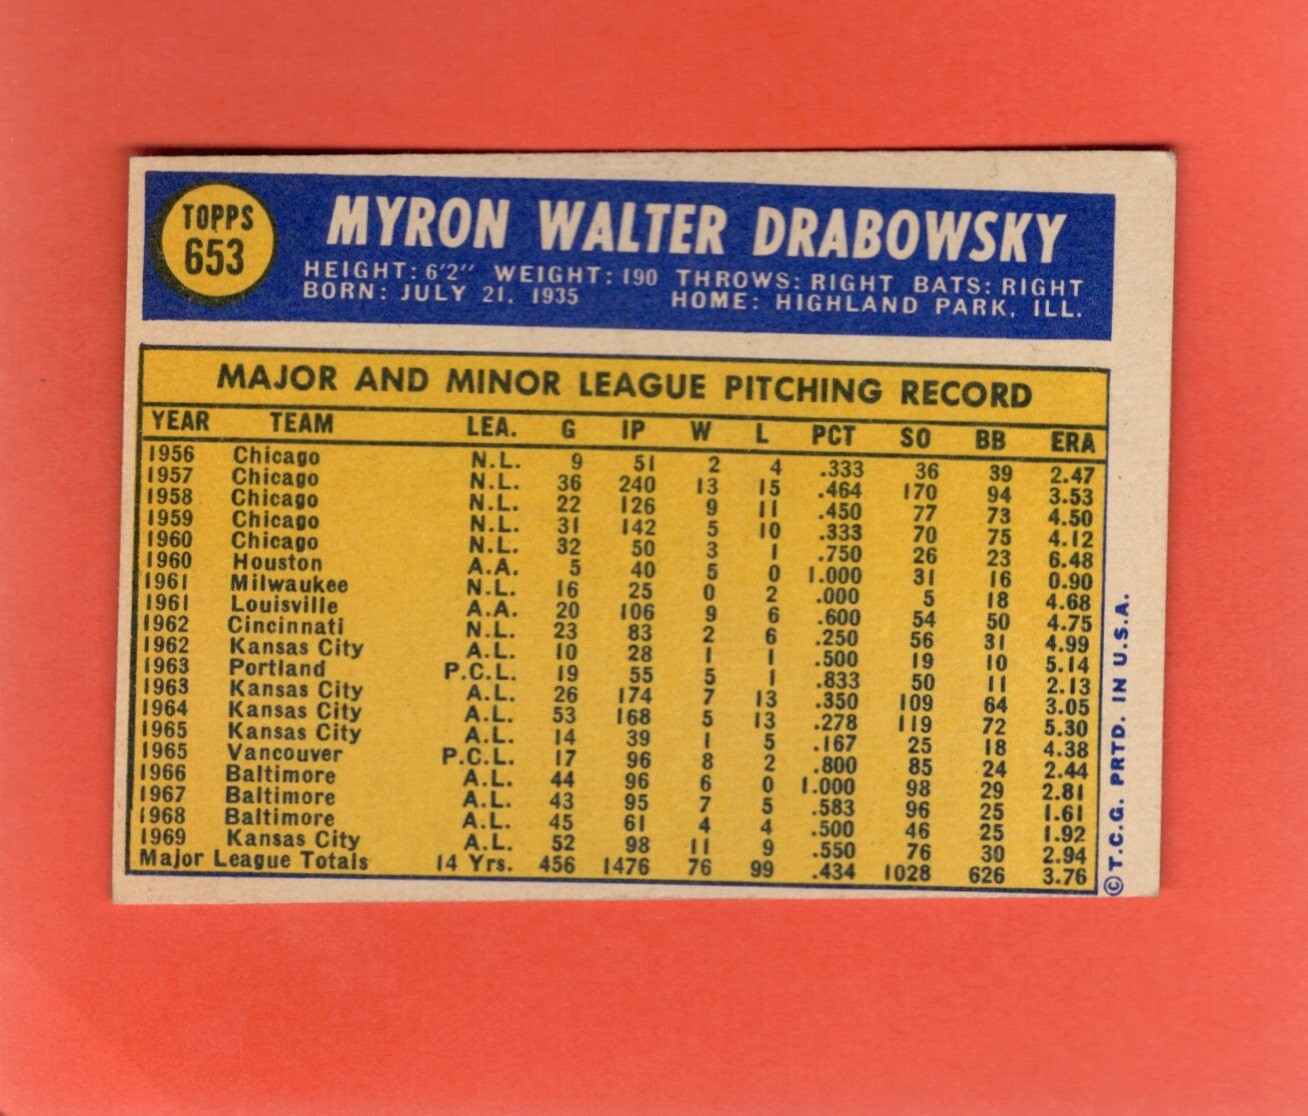 TOPPS
653
MYRON WALTER DRABOWSKY
HEIGHT: 6'2" WEIGHT: 190 THROWS: RIGHT BATS: RIGHT
BORN: JULY 21, 1935 HOME: HIGHLAND PARK, ILL.
MAJOR AND MINOR LEAGUE PITCHING RECORD
YEAR TEAM LEA. G IP W L PCT SO BB ERA
1956 Chicago N.L. 9 51 2 4 .333 36 39 2.47
1957 Chicago N.L. 36 240 13 15 .464 170 94 3.53
1958 Chicago N.L. 22 126 9 11 .450 77 73 4.50
1959 Chicago N.L. 31 142 5 10 .333 70 75 4.12
1960 Chicago N.L. 32 50 3 1 .750 26 23 6.48
1960 Houston A.A. 5 40 5 0 1.000 31 16 0.90
1961 Milwaukee N.L. 16 25 0 2 .000 5 18 4.68
1961 Louisville A.A. 20 106 9 6 .600 54 50 4.75
1962 Cincinnati N.L. 23 83 2 6 .250 56 31 4.99
1962 Kansas City A.L. 10 28 1 1 .500 19 10 5.14
1963 Portland P.C.L. 19 55 5 1 .833 50 11 2.13
1963 Kansas City A.L. 26 174 7 13 .350 109 64 3.05
1964 Kansas City A.L. 53 168 5 13 .278 119 72 5.30
1965 Kansas City A.L. 14 39 1 5 .167 25 18 4.38
1965 Vancouver P.C.L. 17 96 8 2 .800 85 24 2.44
1966 Baltimore A.L. 44 96 6 0 1.000 98 29 2.81
1967 Baltimore A.L. 43 95 7 5 .583 96 25 1.61
1968 Baltimore A.L. 45 61 4 4 .500 46 25 1.92
1969 Kansas City A.L. 52 98 11 9 .550 76 30 2.94
Major League Totals 14 Yrs. 456 1476 76 99 .434 1028 626 3.76
© T.C.G. PRTD. IN U.S.A.